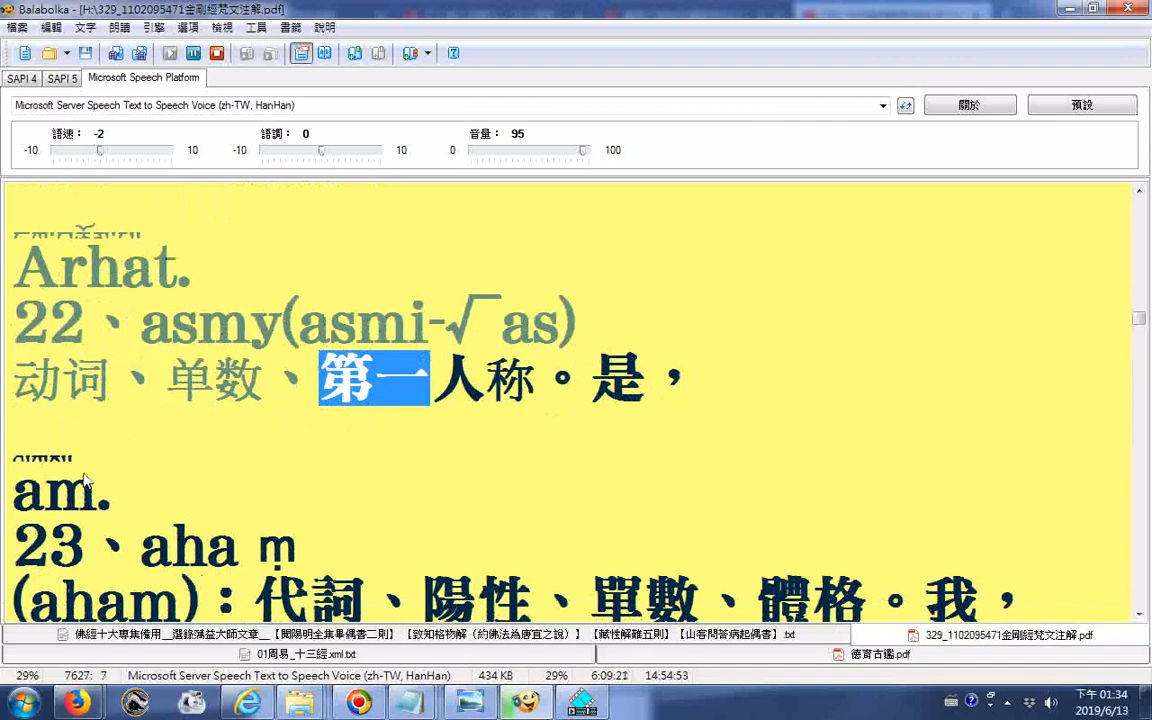 Balabolka - [H:\329_1102095471金剛經梵文注解.pdf]
檔案 編輯 文字 朗讀 引擎 選項 檢視 工具 書籤 說明
SAPI 4 SAPI 5 Microsoft Speech Platform
Microsoft Server Speech Text to Speech Voice (zh-TW, HanHan)
關於 預設
語速： -2 語調： 0 音量： 95
-10 10 -10 10 0 100
Arhat.
22、asmy(asmi-√as)
动词、单数、第一人称。是，
am.
23、aha ṃ
(aham)：代詞、陽性、單數、體格。我，
329_1102095471金剛經梵文注解.pdf
01周易_十三經.xml.txt
德育古鑑.pdf
29% 7627: 7 Microsoft Server Speech Text to Speech Voice (zh-TW, HanHan) 434 KB 29% 6:09:21 14:54:53
下午 01:34
2019/6/13